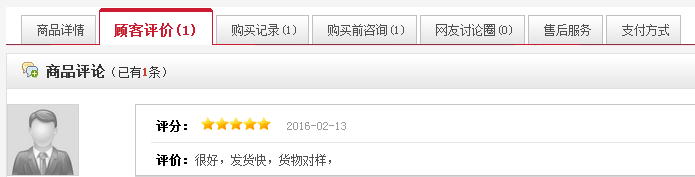 商品详情 顾客评价(1) 购买记录(1) 购买前咨询(1) 网友讨论圈(0) 售后服务 支付方式
商品评论(已有1条)
评分： 2016-02-13
评价：很好，发货快，货物对样，